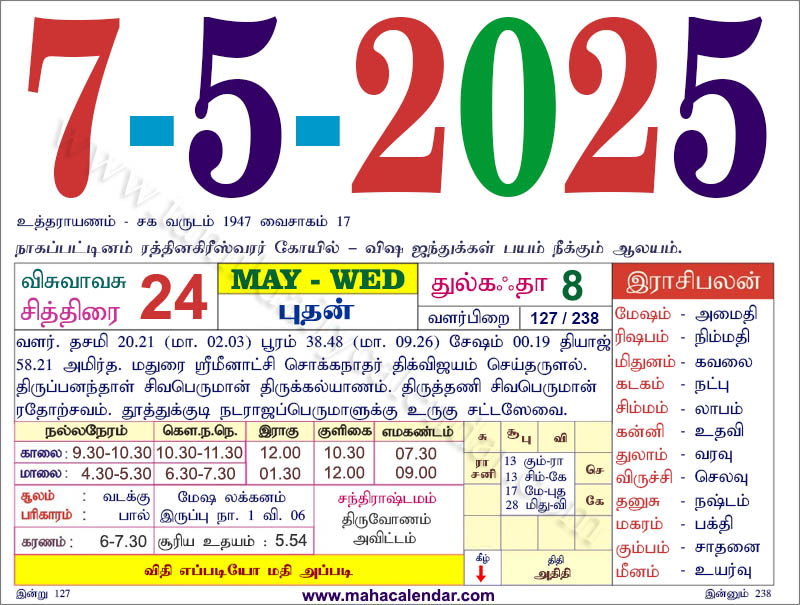 7-5-2025
உத்தராயணம் - சக வருடம் 1947 வைசாகம் 17
நாகப்பட்டினம் ரத்தினகிரீஸ்வரர் கோயில் – விஷ ஜந்துக்கள் பயம் நீக்கும் ஆலயம்.
விசுவாவசு
சித்திரை 24
MAY - WED
புதன்
துல்கஃதா 8
வளர்பிறை 127 / 238
வளர். தசமி 20.21 (மா. 02.03) பூரம் 38.48 (மா. 09.26) சேஷம் 00.19 தியாஜ்
58.21 அமிர்த. மதுரை ஸ்ரீமீனாட்சி சொக்கநாதர் திக்விஜயம் செய்தருளல்.
திருப்பனந்தாள் சிவபெருமான் திருக்கல்யாணம். திருத்தணி சிவபெருமான்
ரதோற்சவம். தூத்துக்குடி நடராஜப்பெருமாளுக்கு உருகு சட்டஸேவை.
நல்லநேரம் கௌ.ந.நெ. இராகு குளிகை எமகண்டம்
காலை: 9.30-10.30 10.30-11.30 12.00 10.30 07.30
மாலை: 4.30-5.30 6.30-7.30 01.30 12.00 09.00
சூலம் : வடக்கு
பரிகாரம் : பால்
மேஷ லக்கனம்
இருப்பு நா. 1 வி. 06
கரணம் : 6-7.30 சூரிய உதயம் : 5.54
சந்திராஷ்டமம்
திருவோணம்
அவிட்டம்
விதி எப்படியோ மதி அப்படி
சு சூ பு வி
ரா சனி
13 கும்-ரா
13 சிம்-கே
17 மே-புத
28 மிது-வி
செ
கே
கீழ்
திதி
அதிதி
இராசிபலன்
மேஷம் - அமைதி
ரிஷபம் - நிம்மதி
மிதுனம் - கவலை
கடகம் - நட்பு
சிம்மம் - லாபம்
கன்னி - உதவி
துலாம் - வரவு
விருச்சி - செலவு
தனுசு - நஷ்டம்
மகரம் - பக்தி
கும்பம் - சாதனை
மீனம் - உயர்வு
இன்று 127
www.mahacalendar.com
இன்னும் 238